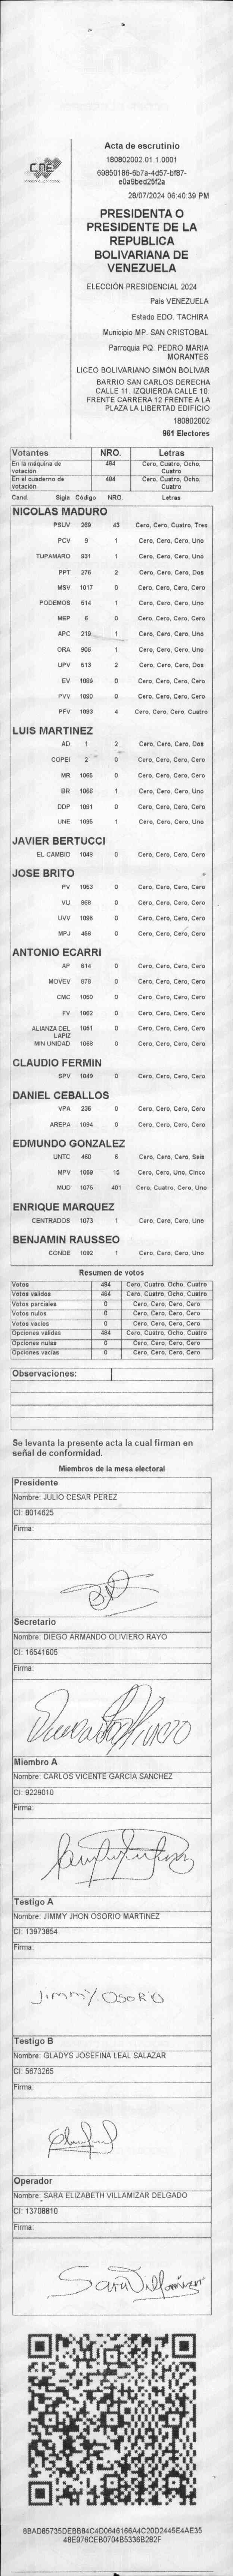 Acta de escrutinio
180802002.01.1.0001
69850186-6b7a-4d57-bf87-
e0a9bed25f2a
28/07/2024 06:40:39 PM
PRESIDENTA O
PRESIDENTE DE LA
REPUBLICA
BOLIVARIANA DE
VENEZUELA
CNE
ELECCIÓN PRESIDENCIAL 2024
País VENEZUELA
Estado EDO. TACHIRA
Municipio MP. SAN CRISTOBAL
Parroquia PQ. PEDRO MARIA
MORANTES
LICEO BOLIVARIANO SIMÓN BOLIVAR
BARRIO SAN CARLOS DERECHA
CALLE 11. IZQUIERDA CALLE 10.
FRENTE CARRERA 12 FRENTE A LA
PLAZA LA LIBERTAD EDIFICIO
180802002
961 Electores
Votantes NRO. Letras
En la máquina de votación 484 Cero, Cuatro, Ocho, Cuatro
En el cuaderno de votación 484 Cero, Cuatro, Ocho, Cuatro
Cand. Sigla Código NRO. Letras
NICOLAS MADURO
PSUV 269 43 Cero, Cero, Cuatro, Tres
PCV 9 1 Cero, Cero, Cero, Uno
TUPAMARO 931 1 Cero, Cero, Cero, Uno
PPT 276 2 Cero, Cero, Cero, Dos
MSV 1017 0 Cero, Cero, Cero, Cero
PODEMOS 514 1 Cero, Cero, Cero, Uno
MEP 6 0 Cero, Cero, Cero, Cero
APC 219 1 Cero, Cero, Cero, Uno
ORA 906 1 Cero, Cero, Cero, Uno
UPV 513 2 Cero, Cero, Cero, Dos
EV 1099 0 Cero, Cero, Cero, Cero
PVV 1090 0 Cero, Cero, Cero, Cero
PFV 1093 4 Cero, Cero, Cero, Cuatro
LUIS MARTINEZ
AD 1 2 Cero, Cero, Cero, Dos
COPEI 2 0 Cero, Cero, Cero, Cero
MR 1065 0 Cero, Cero, Cero, Cero
BR 1066 1 Cero, Cero, Cero, Uno
DDP 1091 0 Cero, Cero, Cero, Cero
UNE 1095 1 Cero, Cero, Cero, Uno
JAVIER BERTUCCI
EL CAMBIO 1048 0 Cero, Cero, Cero, Cero
JOSE BRITO
PV 1053 0 Cero, Cero, Cero, Cero
VU 868 0 Cero, Cero, Cero, Cero
UVV 1096 0 Cero, Cero, Cero, Cero
MPJ 458 0 Cero, Cero, Cero, Cero
ANTONIO ECARRI
AP 814 0 Cero, Cero, Cero, Cero
MOVEV 878 0 Cero, Cero, Cero, Cero
CMC 1050 0 Cero, Cero, Cero, Cero
FV 1062 0 Cero, Cero, Cero, Cero
ALIANZA DEL LAPIZ 1081 0 Cero, Cero, Cero, Cero
MIN UNIDAD 1068 0 Cero, Cero, Cero, Cero
CLAUDIO FERMIN
SPV 1049 0 Cero, Cero, Cero, Cero
DANIEL CEBALLOS
VPA 236 0 Cero, Cero, Cero, Cero
AREPA 1094 0 Cero, Cero, Cero, Cero
EDMUNDO GONZALEZ
UNTC 460 6 Cero, Cero, Cero, Seis
MPV 1069 15 Cero, Cero, Uno, Cinco
MUD 1075 401 Cero, Cuatro, Cero, Uno
ENRIQUE MARQUEZ
CENTRADOS 1073 1 Cero, Cero, Cero, Uno
BENJAMIN RAUSSEO
CONDE 1092 1 Cero, Cero, Cero, Uno
Resumen de votos
Votos 484 Cero, Cuatro, Ocho, Cuatro
Votos validos 484 Cero, Cuatro, Ocho, Cuatro
Votos parciales 0 Cero, Cero, Cero, Cero
Votos nulos 0 Cero, Cero, Cero, Cero
Votos vacios 0 Cero, Cero, Cero, Cero
Opciones validas 484 Cero, Cuatro, Ocho, Cuatro
Opciones nulas 0 Cero, Cero, Cero, Cero
Opciones vacias 0 Cero, Cero, Cero, Cero
Observaciones:
Se levanta la presente acta la cual firman en
señal de conformidad.
Miembros de la mesa electoral
Presidente
Nombre: JULIO CESAR PEREZ
CI: 8014625
Firma:
Secretario
Nombre: DIEGO ARMANDO OLIVIERO RAYO
CI: 16541605
Firma:
Miembro A
Nombre: CARLOS VICENTE GARCIA SANCHEZ
CI: 9229010
Firma:
Testigo A
Nombre: JIMMY JHON OSORIO MARTINEZ
CI: 13973854
Firma:
Jimmy OSORIO
Testigo B
Nombre: GLADYS JOSEFINA LEAL SALAZAR
CI: 5673265
Firma:
Operador
Nombre: SARA ELIZABETH VILLAMIZAR DELGADO
CI: 13708810
Firma:
Sara Villamizar
8BAD85735DEBB84C4D0646166A4C20D2445E4AE35
48E976CEB0704B5336B282F